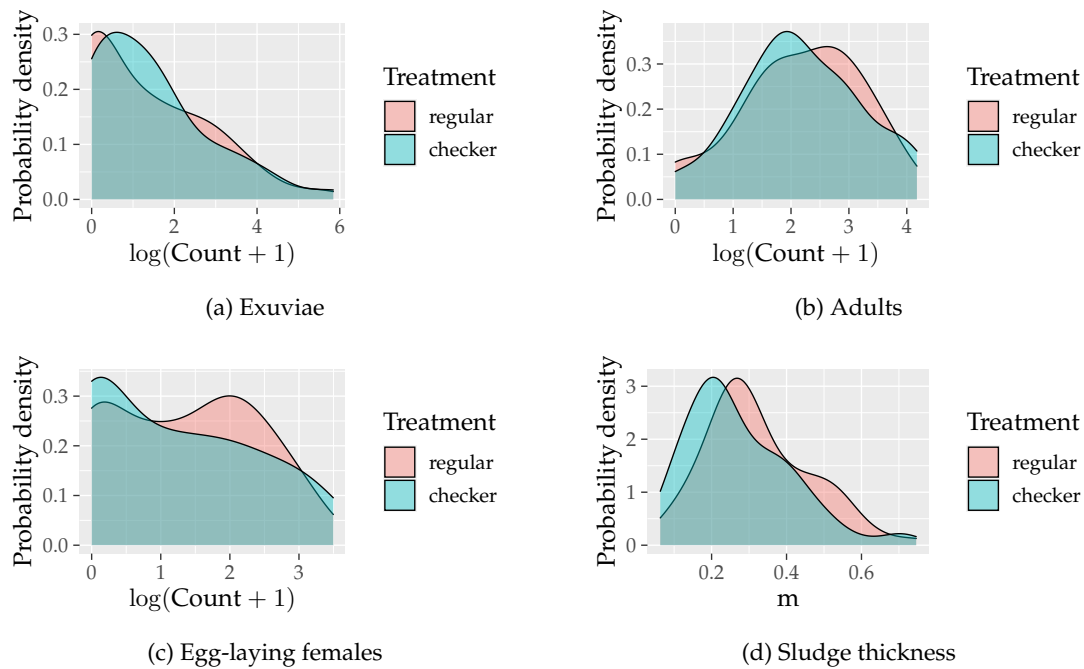 Probability density
0.3
0.2
0.1
0.0
0 2 4 6
log(Count + 1)
Treatment
regular
checker
(a) Exuviae
Probability density
0.3
0.2
0.1
0.0
0 1 2 3 4
log(Count + 1)
Treatment
regular
checker
(b) Adults
Probability density
0.3
0.2
0.1
0.0
0 1 2 3
log(Count + 1)
Treatment
regular
checker
(c) Egg-laying females
Probability density
3
2
1
0
0.2 0.4 0.6
m
Treatment
regular
checker
(d) Sludge thickness